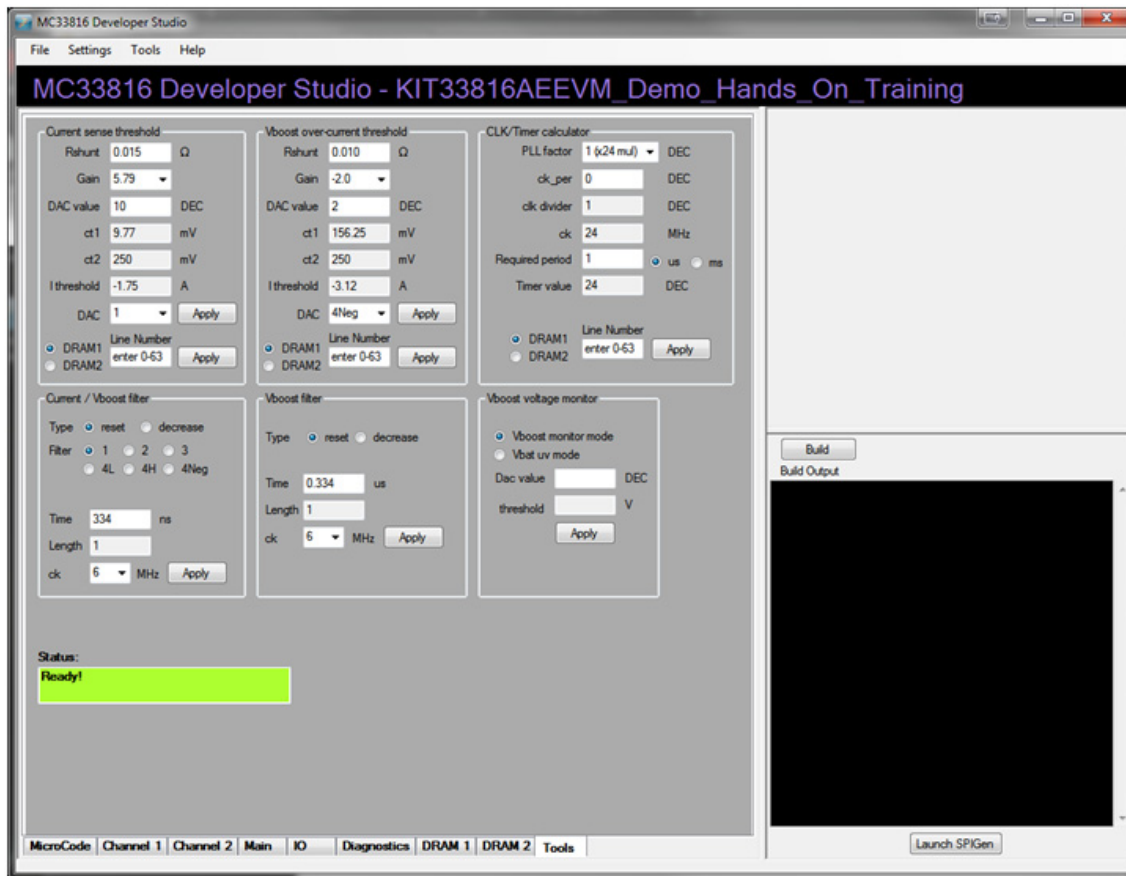 MC33816 Developer Studio
File Settings Tools Help
MC33816 Developer Studio - KIT33816AEEVM_Demo_Hands_On_Training
Current sense threshold
Rshunt 0.015 Ω
Gain 5.79
DAC value 10 DEC
ct1 9.77 mV
ct2 250 mV
I threshold -1.75 A
DAC 1 Apply
Line Number
DRAM1
enter 0-63 Apply
DRAM2
Vboost over-current threshold
Rshunt 0.010 Ω
Gain -2.0
DAC value 2 DEC
ct1 156.25 mV
ct2 250 mV
I threshold -3.12 A
DAC 4Neg Apply
Line Number
DRAM1
enter 0-63 Apply
DRAM2
CLK/Timer calculator
PLL factor 1 (x24 mul) DEC
ck_per 0 DEC
clk divider 1 DEC
ck 24 MHz
Required period 1 us ms
Timer value 24 DEC
Line Number
DRAM1
enter 0-63 Apply
DRAM2
Current / Vboost filter
Type reset decrease
Filter 1 2 3
4L 4H 4Neg
Time 334 ns
Length 1
ck 6 MHz Apply
Vboost filter
Type reset decrease
Time 0.334 us
Length 1
ck 6 MHz Apply
Vboost voltage monitor
Vboost monitor mode
Vbat uv mode
Dac value DEC
threshold V
Apply
Status:
Ready!
Build
Build Output
MicroCode Channel 1 Channel 2 Main IO Diagnostics DRAM 1 DRAM 2 Tools
Launch SPIGen